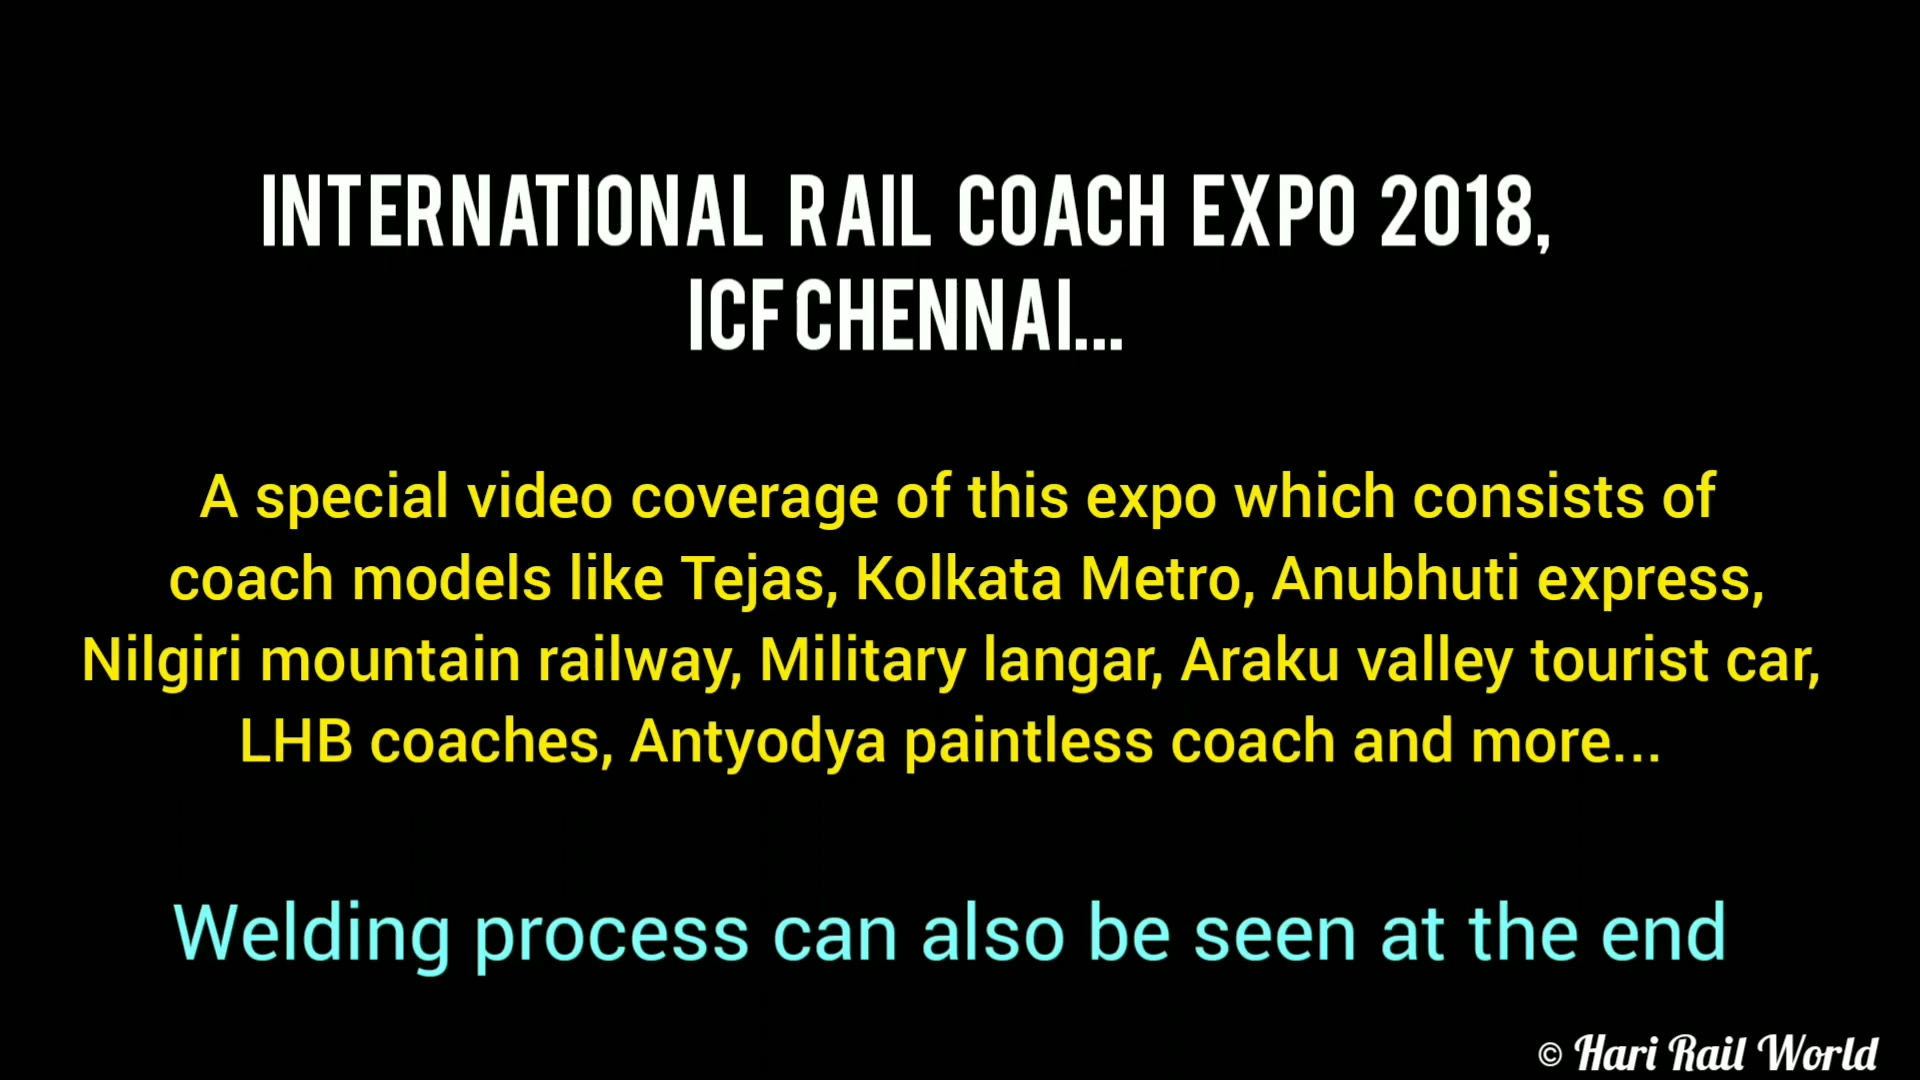 INTERNATIONAL RAIL COACH EXPO 2018,
ICF CHENNAI...
A special video coverage of this expo which consists of
coach models like Tejas, Kolkata Metro, Anubhuti express,
Nilgiri mountain railway, Military langar, Araku valley tourist car,
LHB coaches, Antyodya paintless coach and more...
Welding process can also be seen at the end
© Hari Rail World